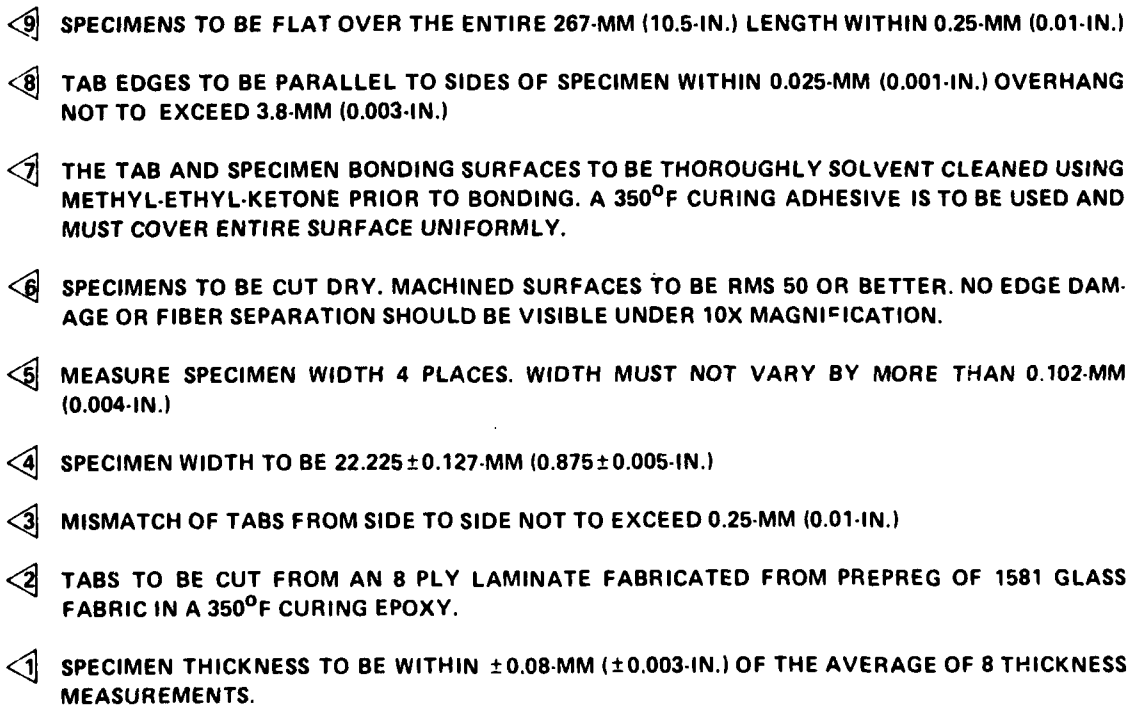 9 SPECIMENS TO BE FLAT OVER THE ENTIRE 267-MM (10.5-IN.) LENGTH WITHIN 0.25-MM (0.01-IN.)
8 TAB EDGES TO BE PARALLEL TO SIDES OF SPECIMEN WITHIN 0.025-MM (0.001-IN.) OVERHANG
NOT TO EXCEED 3.8-MM (0.003-IN.)
7 THE TAB AND SPECIMEN BONDING SURFACES TO BE THOROUGHLY SOLVENT CLEANED USING
METHYL-ETHYL-KETONE PRIOR TO BONDING. A 350°F CURING ADHESIVE IS TO BE USED AND
MUST COVER ENTIRE SURFACE UNIFORMLY.
6 SPECIMENS TO BE CUT DRY. MACHINED SURFACES TO BE RMS 50 OR BETTER. NO EDGE DAM-
AGE OR FIBER SEPARATION SHOULD BE VISIBLE UNDER 10X MAGNIFICATION.
5 MEASURE SPECIMEN WIDTH 4 PLACES. WIDTH MUST NOT VARY BY MORE THAN 0.102-MM
(0.004-IN.)
4 SPECIMEN WIDTH TO BE 22.225±0.127-MM (0.875±0.005-IN.)
3 MISMATCH OF TABS FROM SIDE TO SIDE NOT TO EXCEED 0.25-MM (0.01-IN.)
2 TABS TO BE CUT FROM AN 8 PLY LAMINATE FABRICATED FROM PREPREG OF 1581 GLASS
FABRIC IN A 350°F CURING EPOXY.
1 SPECIMEN THICKNESS TO BE WITHIN ±0.08-MM (±0.003-IN.) OF THE AVERAGE OF 8 THICKNESS
MEASUREMENTS.